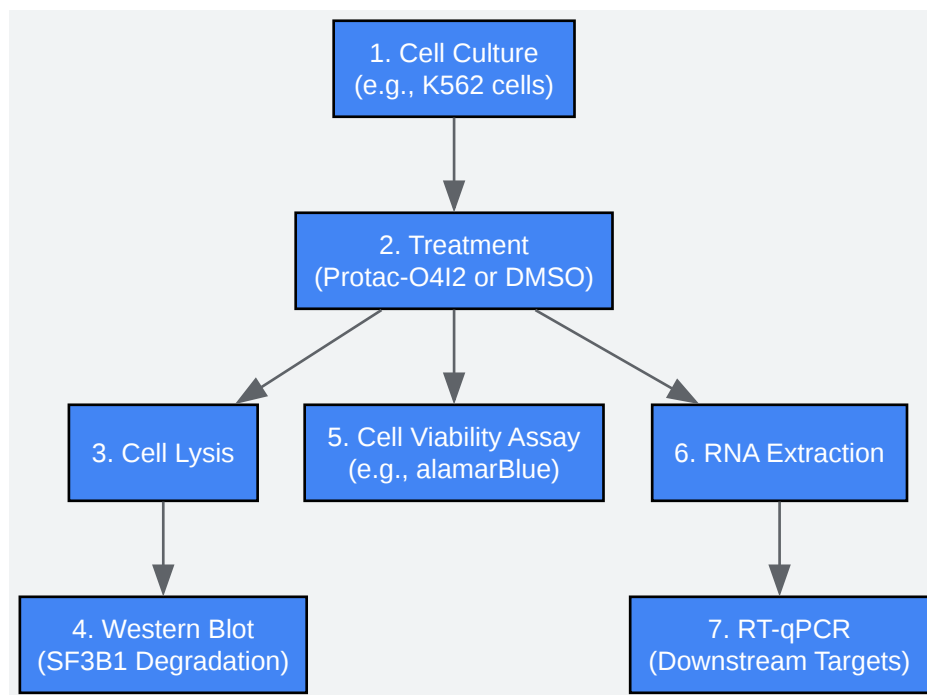 1. Cell Culture
(e.g., K562 cells)
2. Treatment
(Protac-O4I2 or DMSO)
3. Cell Lysis
5. Cell Viability Assay
(e.g., alamarBlue)
6. RNA Extraction
4. Western Blot
(SF3B1 Degradation)
7. RT-qPCR
(Downstream Targets)